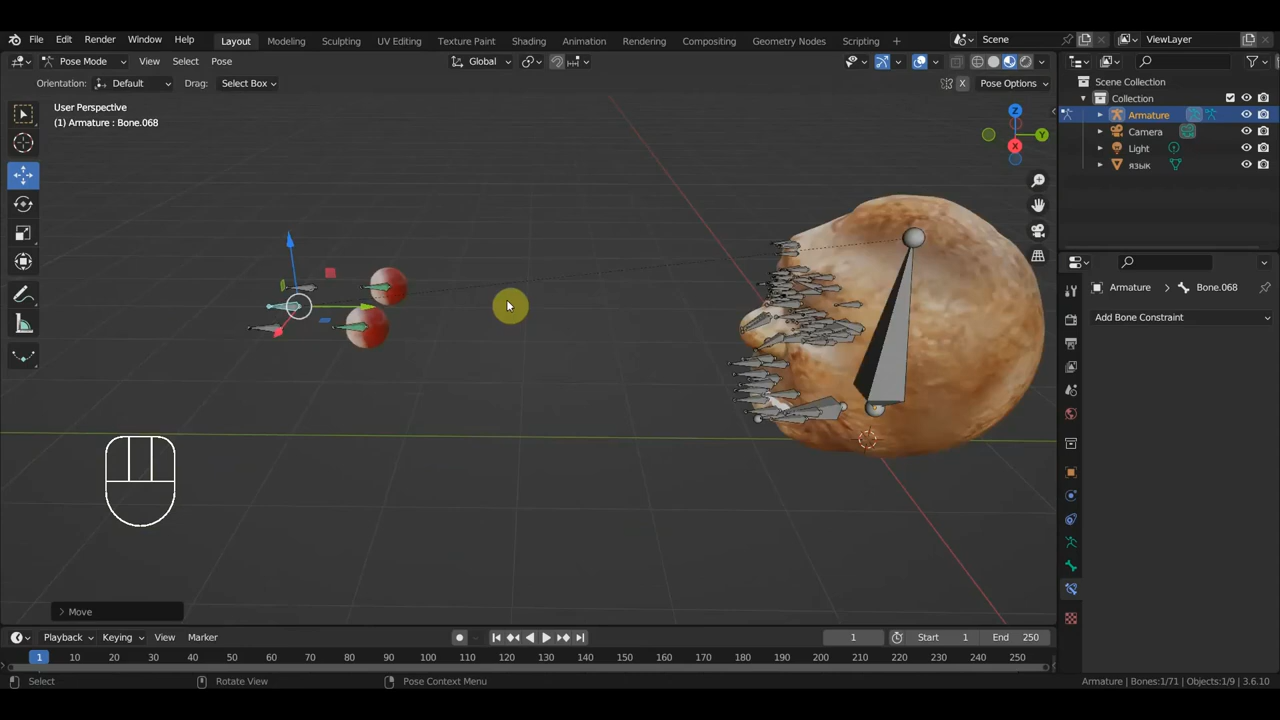 File Edit Render Window Help Layout Modeling Sculpting UV Editing Texture Paint Shading Animation Rendering Compositing Geometry Nodes Scripting + Scene ViewLayer
Pose Mode View Select Pose Global Pose Options
Orientation: Default Drag: Select Box X
User Perspective
(1) Armature : Bone.068
Z
Y
X
Scene Collection
Collection
Armature
Camera
Light
язык
Armature > Bone.068
Add Bone Constraint
> Move
Playback Keying View Marker 1 Start 1 End 250
1 10 20 30 40 50 60 70 80 90 100 110 120 130 140 150 160 170 180 190 200 210 220 230 240 250
Select Rotate View Pose Context Menu Armature | Bones:1/71 | Objects:1/9 | 3.6.10